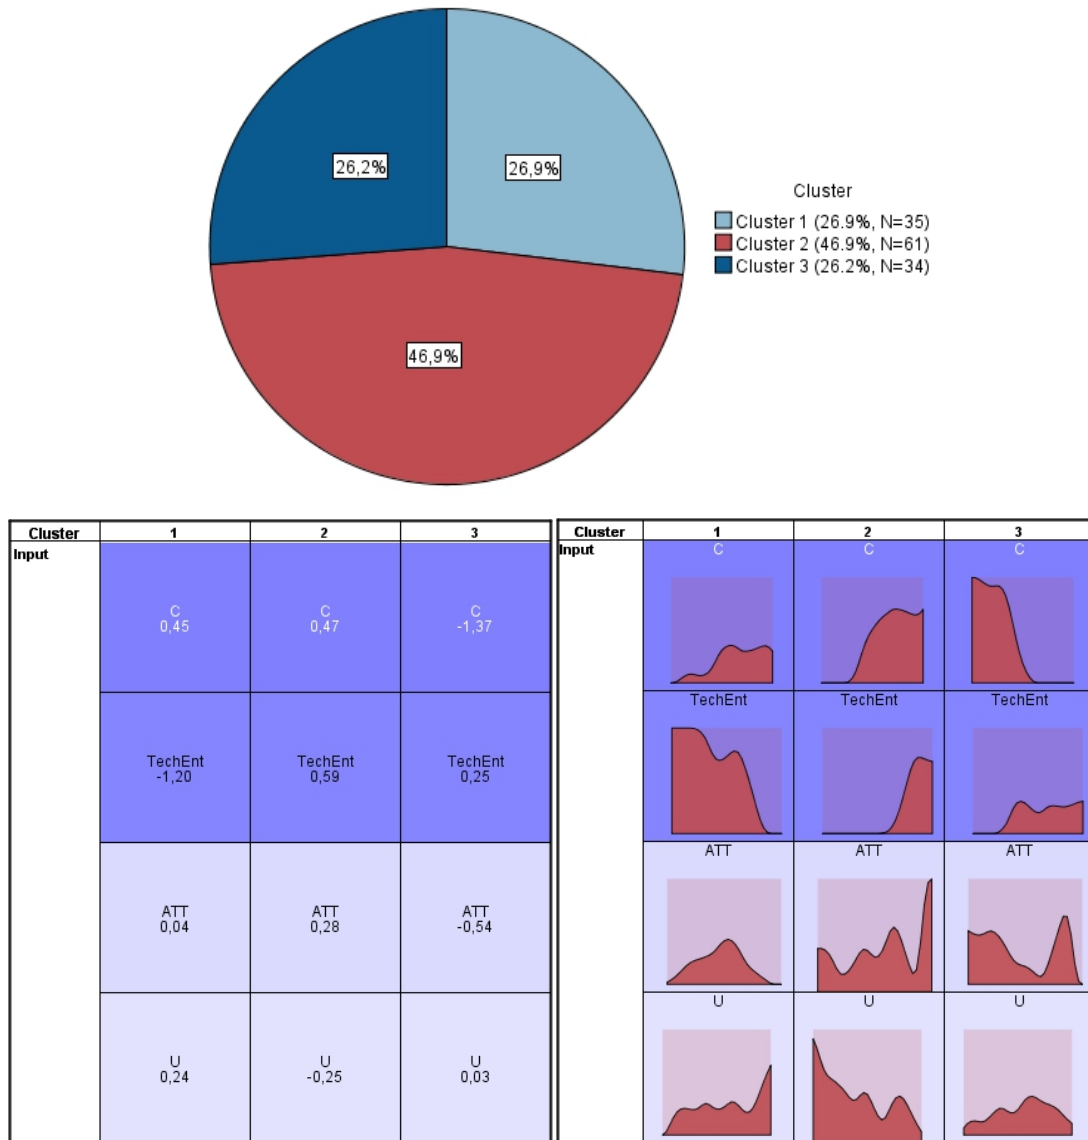 26,2%
26,9%
46,9%
Cluster
Cluster 1 (26.9%, N=35)
Cluster 2 (46.9%, N=61)
Cluster 3 (26.2%, N=34)
Cluster 1 2 3
Input
C C C
0,45 0,47 -1,37
TechEnt TechEnt TechEnt
-1,20 0,59 0,25
ATT ATT ATT
0,04 0,28 -0,54
U U U
0,24 -0,25 0,03
Cluster 1 2 3
Input
C C C
TechEnt TechEnt TechEnt
ATT ATT ATT
U U U